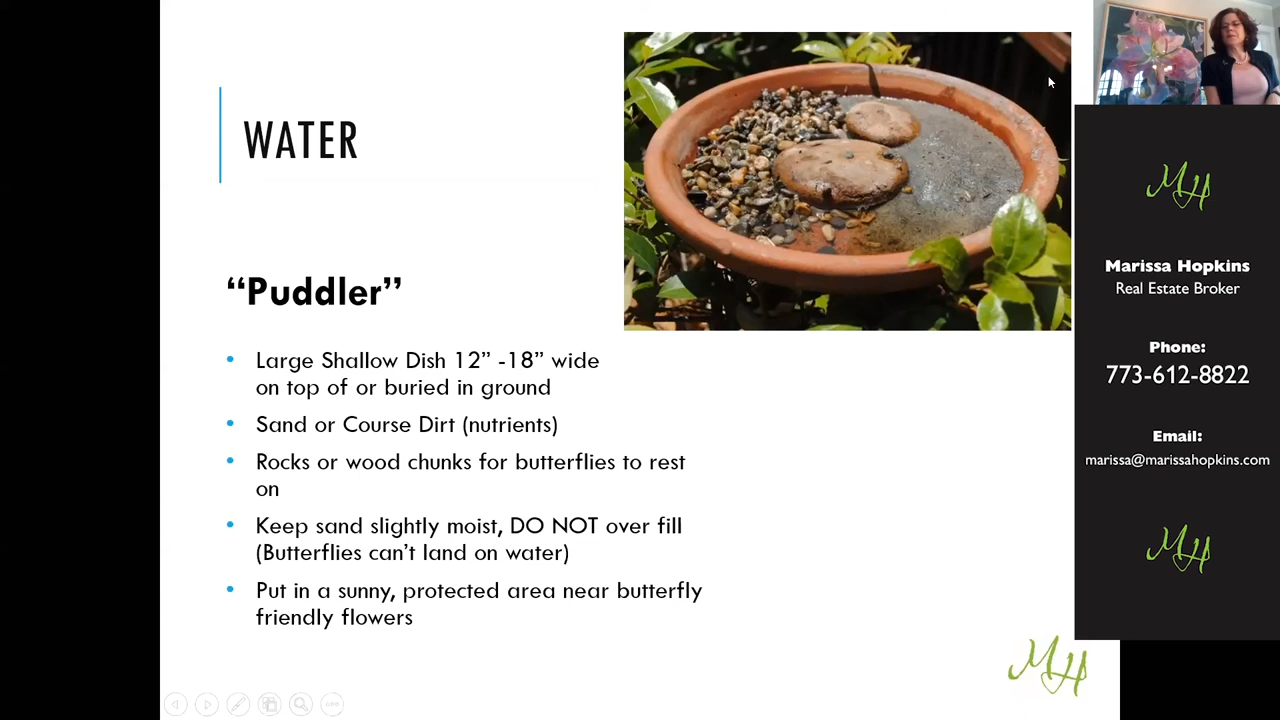 WATER
“Puddler”
• Large Shallow Dish 12” -18” wide
on top of or buried in ground
• Sand or Course Dirt (nutrients)
• Rocks or wood chunks for butterflies to rest
on
• Keep sand slightly moist, DO NOT over fill
(Butterflies can’t land on water)
• Put in a sunny, protected area near butterfly
friendly flowers
MH
MH
Marissa Hopkins
Real Estate Broker
Phone:
773-612-8822
Email:
marissa@marissahopkins.com
MH